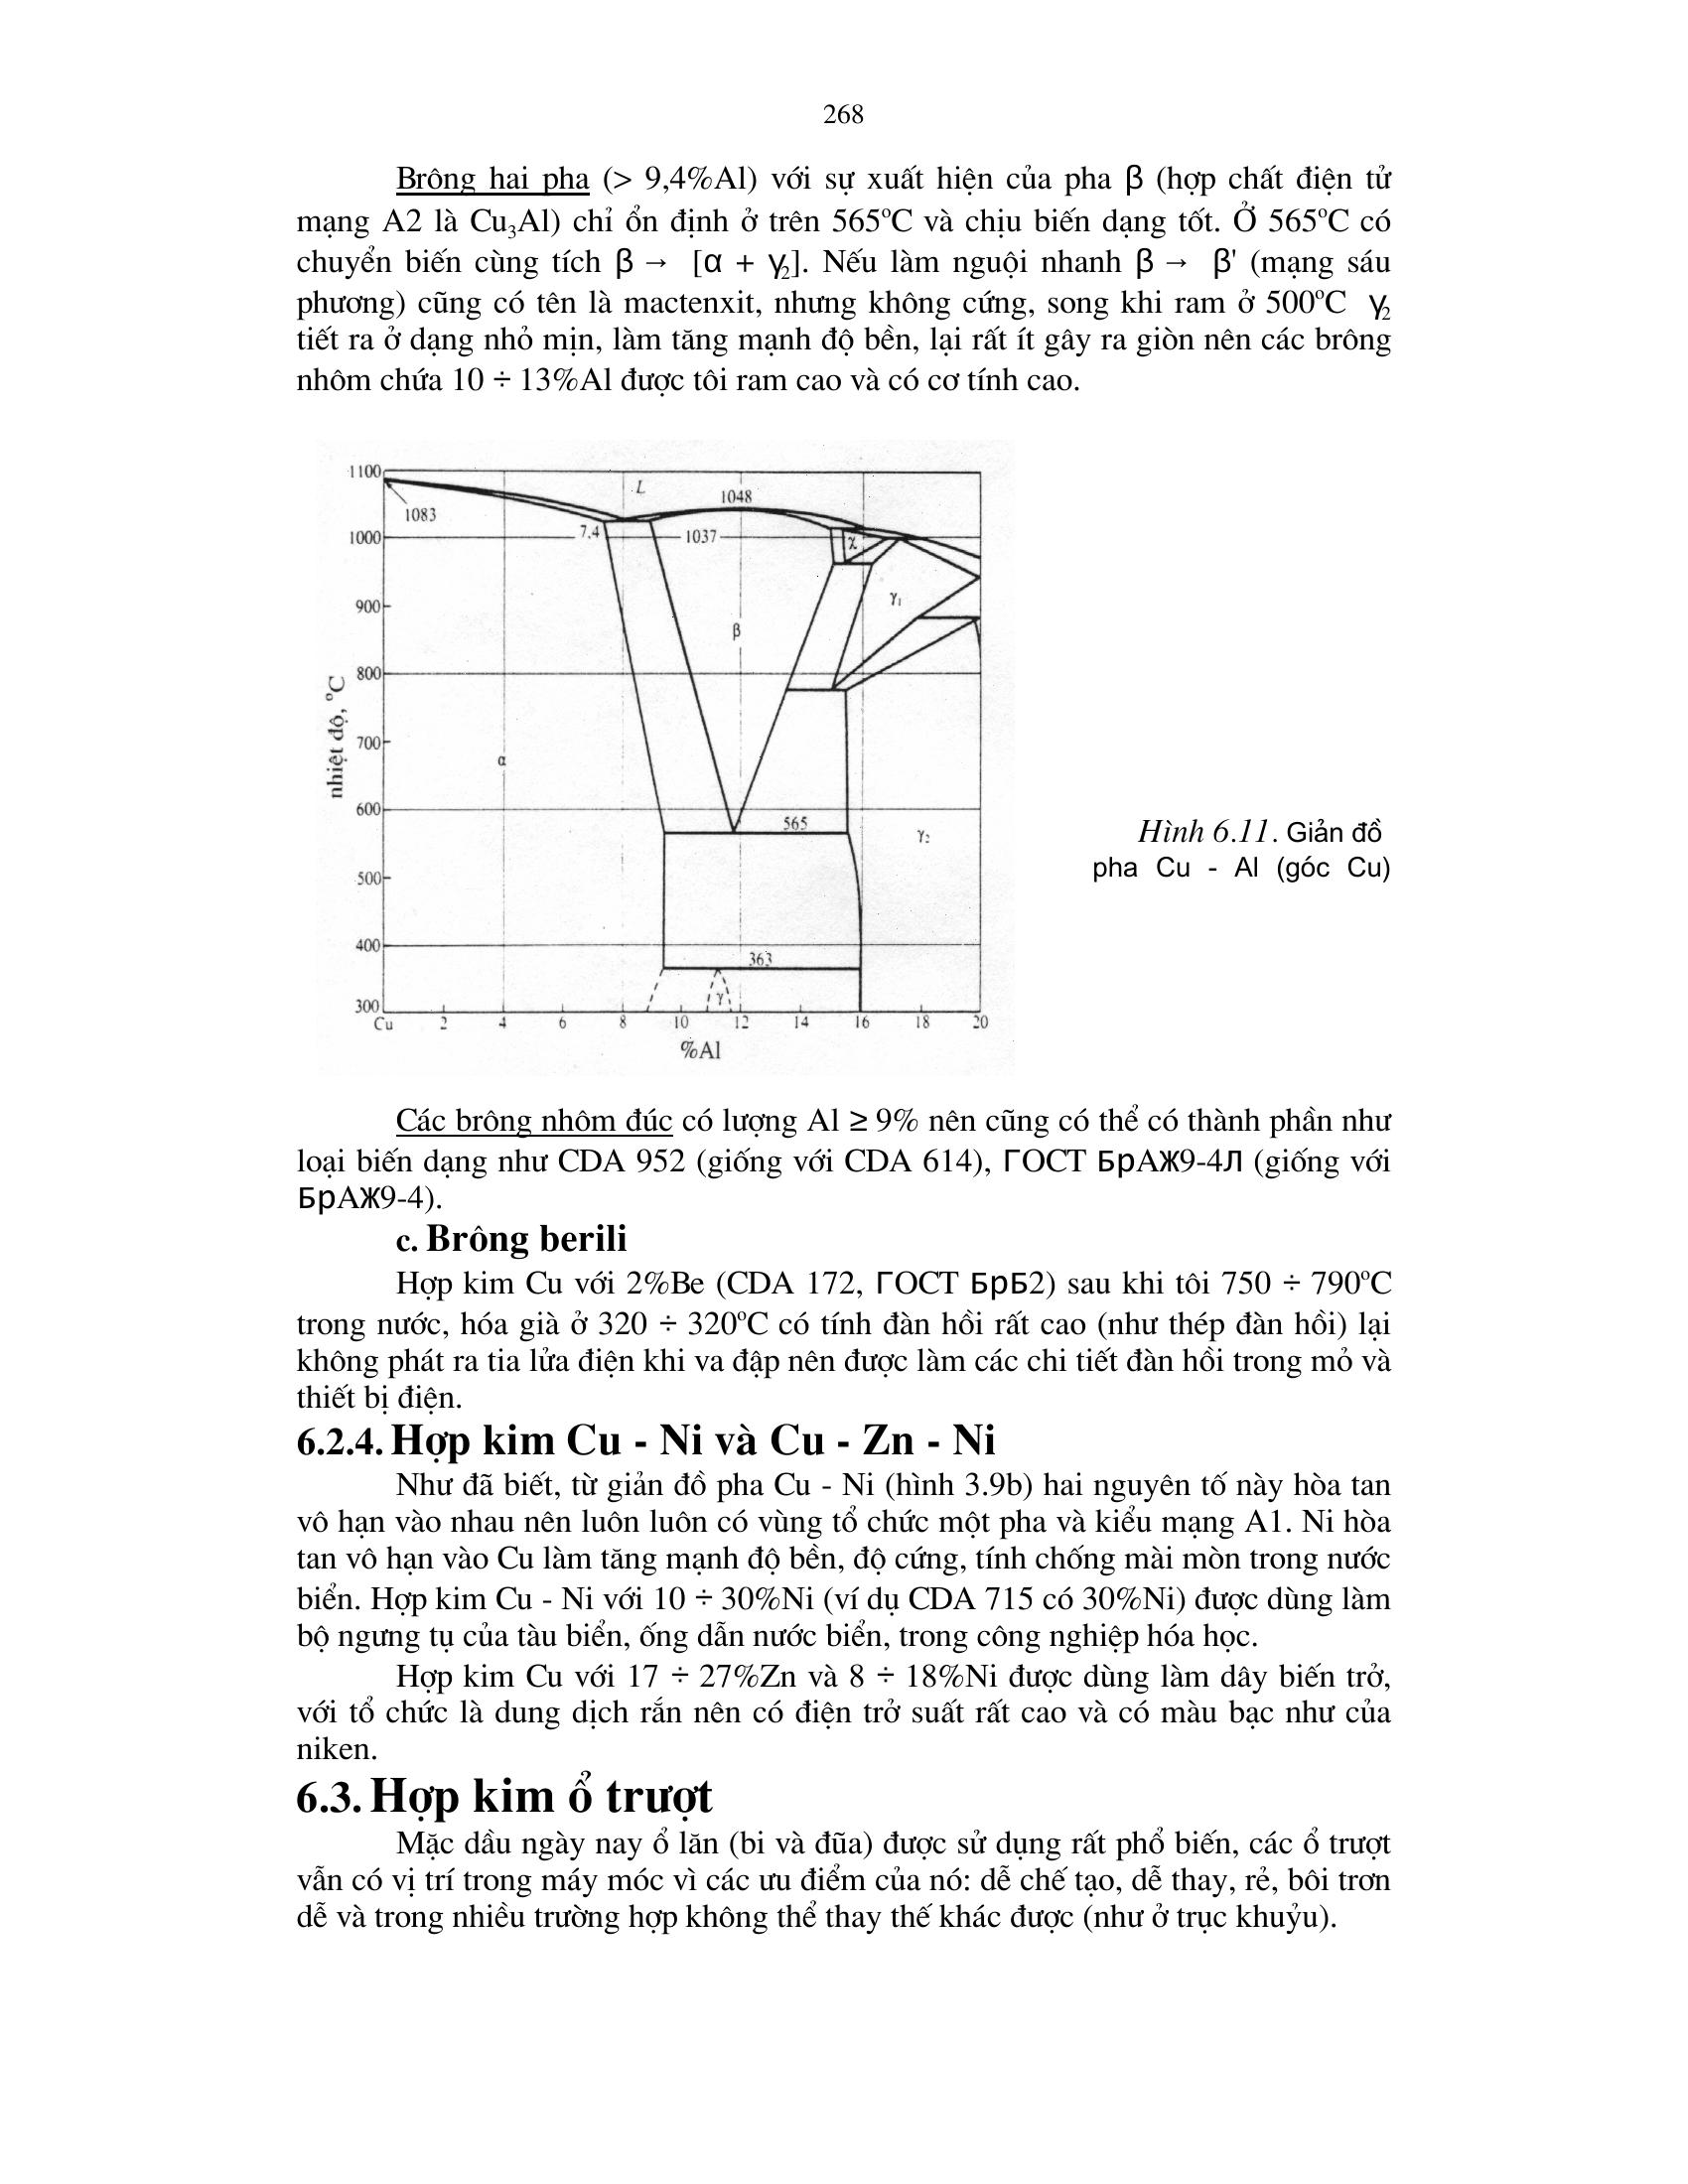 268
Brông hai pha (> 9,4%Al) với sự xuất hiện của pha β (hợp chất điện tử
mạng A2 là Cu₃Al) chỉ ổn định ở trên 565ºC và chịu biến dạng tốt. Ở 565ºC có
chuyển biến cùng tích β → [α + γ₂]. Nếu làm nguội nhanh β → β' (mạng sáu
phương) cũng có tên là mactenxit, nhưng không cứng, song khi ram ở 500ºC γ₂
tiết ra ở dạng nhỏ mịn, làm tăng mạnh độ bền, lại rất ít gây ra giòn nên các brông
nhôm chứa 10 ÷ 13%Al được tôi ram cao và có cơ tính cao.
1100
L
1048
1083
7.4
1037
1000
χ
900
γ₁
β
800
nhiệt độ, ºC
700
α
600
565
γ₂
500
400
363
γ
300
Cu 2 4 6 8 10 12 14 16 18 20
%Al
Hình 6.11. Giản đồ
pha Cu - Al (góc Cu)
Các brông nhôm đúc có lượng Al ≥ 9% nên cũng có thể có thành phần như
loại biến dạng như CDA 952 (giống với CDA 614), ГOCT БpAЖ9-4Л (giống với
БpAЖ9-4).
c. Brông berili
Hợp kim Cu với 2%Be (CDA 172, ГOCT БpБ2) sau khi tôi 750 ÷ 790ºC
trong nước, hóa già ở 320 ÷ 320ºC có tính đàn hồi rất cao (như thép đàn hồi) lại
không phát ra tia lửa điện khi va đập nên được làm các chi tiết đàn hồi trong mỏ và
thiết bị điện.
6.2.4. Hợp kim Cu - Ni và Cu - Zn - Ni
Như đã biết, từ giản đồ pha Cu - Ni (hình 3.9b) hai nguyên tố này hòa tan
vô hạn vào nhau nên luôn luôn có vùng tổ chức một pha và kiểu mạng A1. Ni hòa
tan vô hạn vào Cu làm tăng mạnh độ bền, độ cứng, tính chống mài mòn trong nước
biển. Hợp kim Cu - Ni với 10 ÷ 30%Ni (ví dụ CDA 715 có 30%Ni) được dùng làm
bộ ngưng tụ của tàu biển, ống dẫn nước biển, trong công nghiệp hóa học.
Hợp kim Cu với 17 ÷ 27%Zn và 8 ÷ 18%Ni được dùng làm dây biến trở,
với tổ chức là dung dịch rắn nên có điện trở suất rất cao và có màu bạc như của
niken.
6.3. Hợp kim ổ trượt
Mặc dầu ngày nay ổ lăn (bi và đũa) được sử dụng rất phổ biến, các ổ trượt
vẫn có vị trí trong máy móc vì các ưu điểm của nó: dễ chế tạo, dễ thay, rẻ, bôi trơn
dễ và trong nhiều trường hợp không thể thay thế khác được (như ở trục khuỷu).